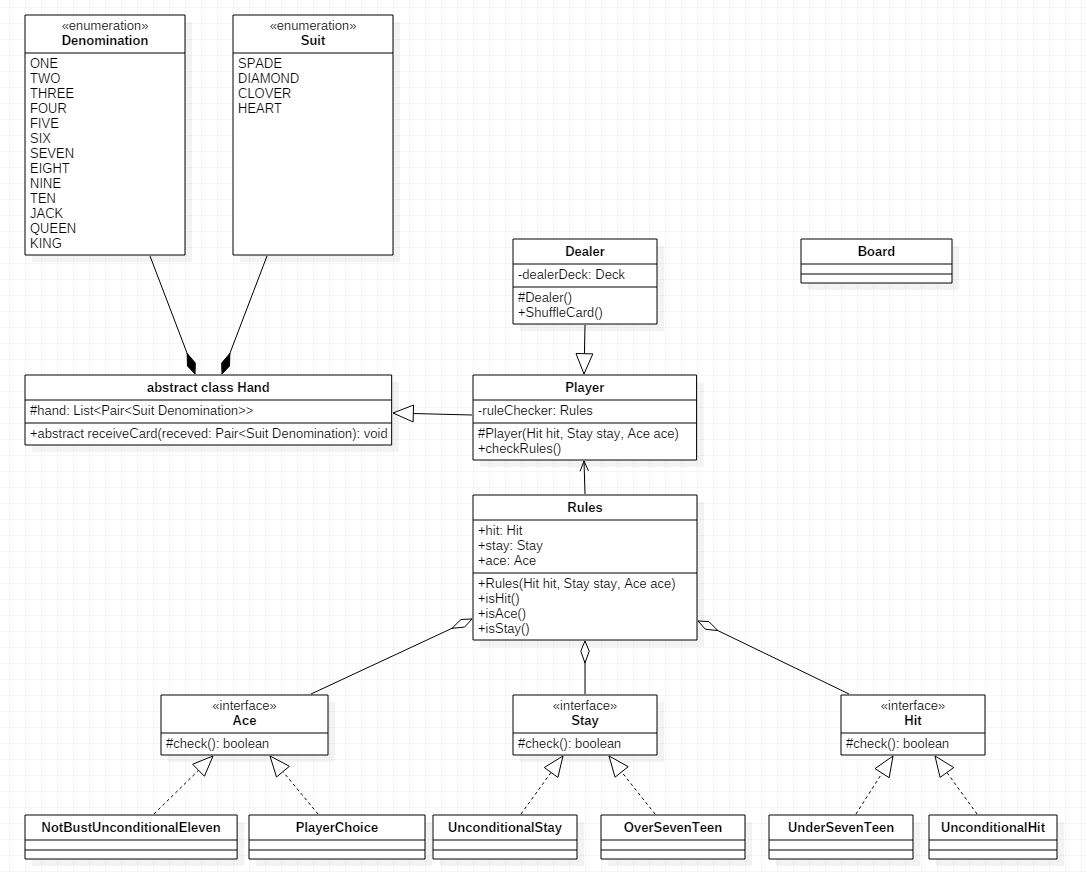 «enumeration»
Denomination
ONE
TWO
THREE
FOUR
FIVE
SIX
SEVEN
EIGHT
NINE
TEN
JACK
QUEEN
KING
«enumeration»
Suit
SPADE
DIAMOND
CLOVER
HEART
Dealer
-dealerDeck: Deck
#Dealer()
+ShuffleCard()
Board
abstract class Hand
#hand: List<Pair<Suit Denomination>>
+abstract receiveCard(receved: Pair<Suit Denomination): void
Player
-ruleChecker: Rules
#Player(Hit hit, Stay stay, Ace ace)
+checkRules()
Rules
+hit: Hit
+stay: Stay
+ace: Ace
+Rules(Hit hit, Stay stay, Ace ace)
+isHit()
+isAce()
+isStay()
«interface»
Ace
#check(): boolean
«interface»
Stay
#check(): boolean
«interface»
Hit
#check(): boolean
NotBustUnconditionalEleven
PlayerChoice
UnconditionalStay
OverSevenTeen
UnderSevenTeen
UnconditionalHit